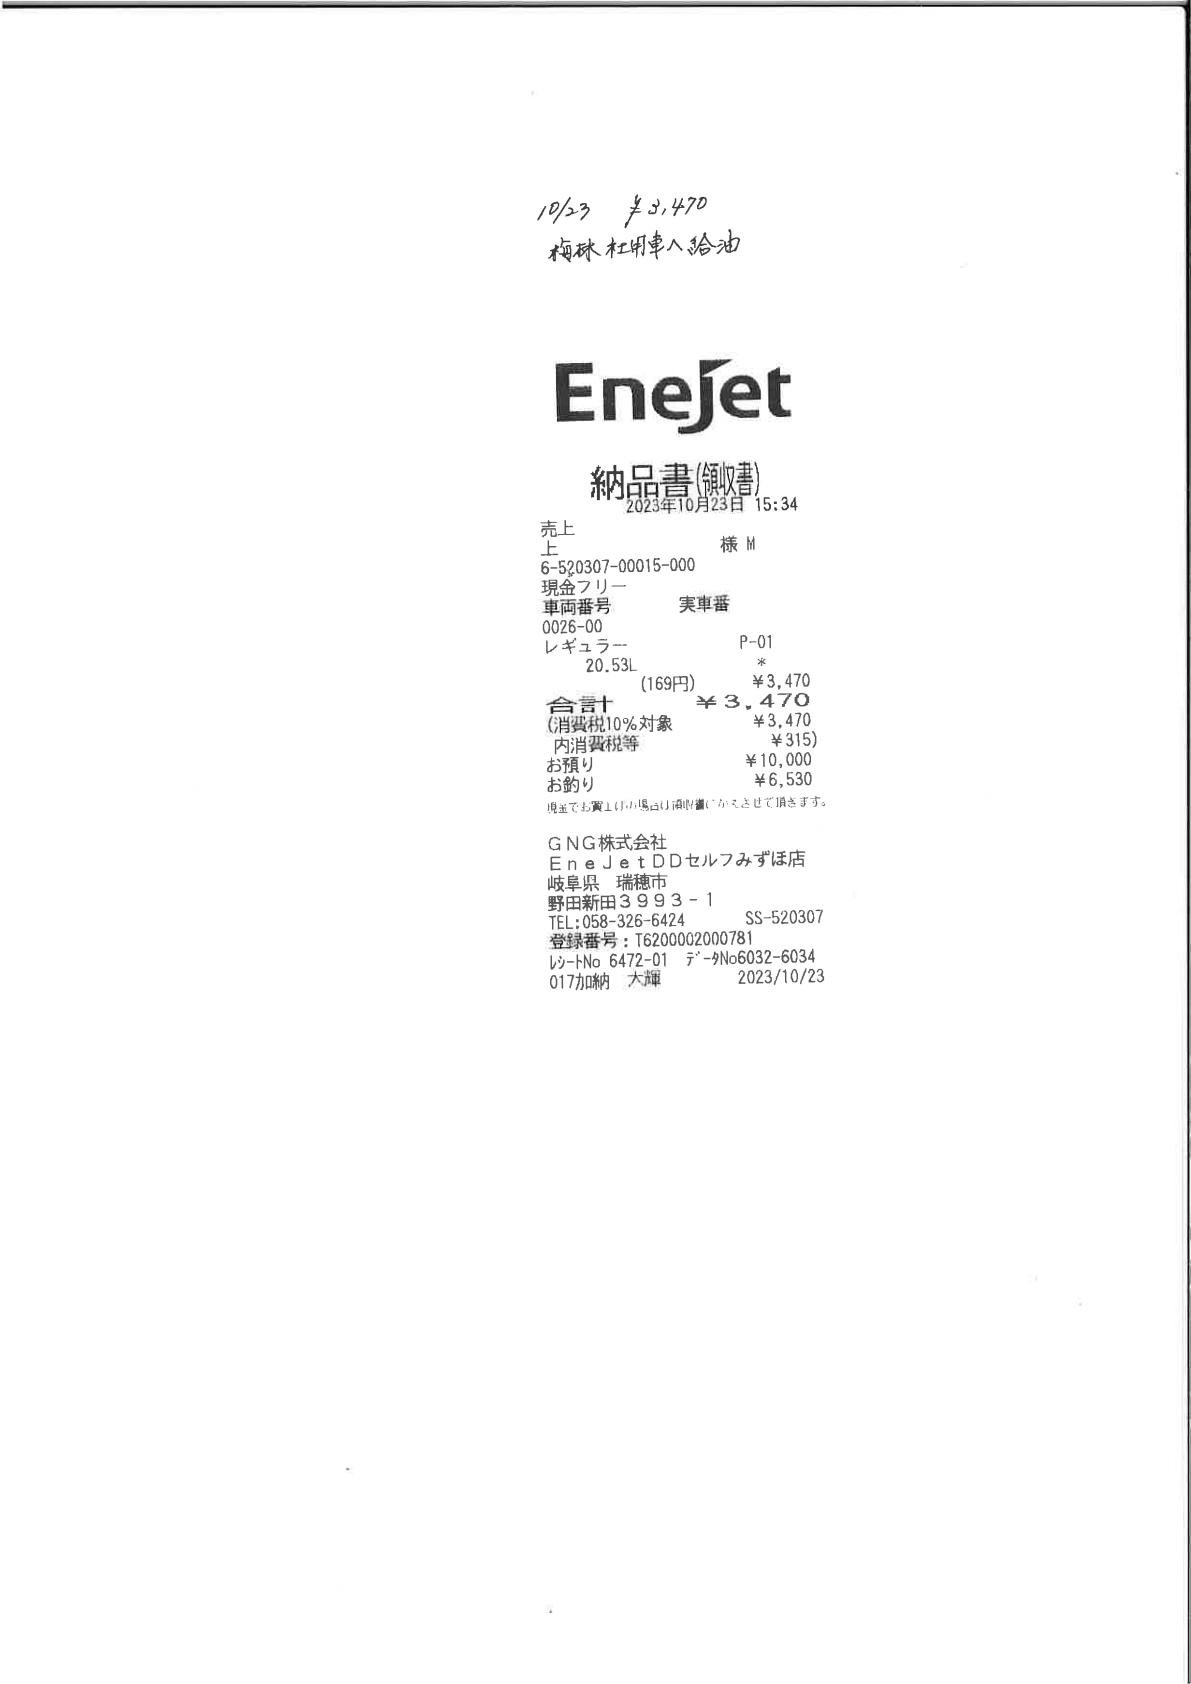 10/23 ¥3,470
梅林 社用車へ給油
EneJet
納品書(領収書)
2023年10月23日 15:34
売上
上 様 M
6-520307-00015-000
現金フリー
車両番号 実車番
0026-00
レギュラー P-01
20.53L *
(169円) ¥3,470
合計 ¥3,470
(消費税10%対象 ¥3,470
内消費税等 ¥315)
お預り ¥10,000
お釣り ¥6,530
現金でお買上げの場合は領収書にかえさせて頂きます。
GNG株式会社
EneJetDDセルフみずほ店
岐阜県 瑞穂市
野田新田3993-1
TEL:058-326-6424 SS-520307
登録番号:T6200002000781
ﾚｼｰﾄNo 6472-01 ﾃﾞｰﾀNo6032-6034
017加納 大輝 2023/10/23